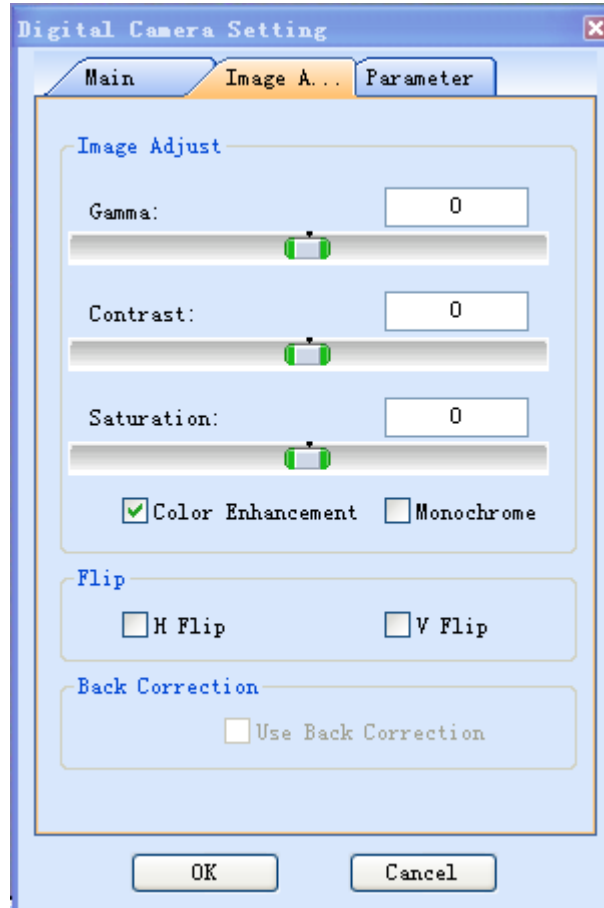 Digital Camera Setting
Main Image A... Parameter
Image Adjust
Gamma: 0
Contrast: 0
Saturation: 0
Color Enhancement Monochrome
Flip
H Flip V Flip
Back Correction
Use Back Correction
OK Cancel